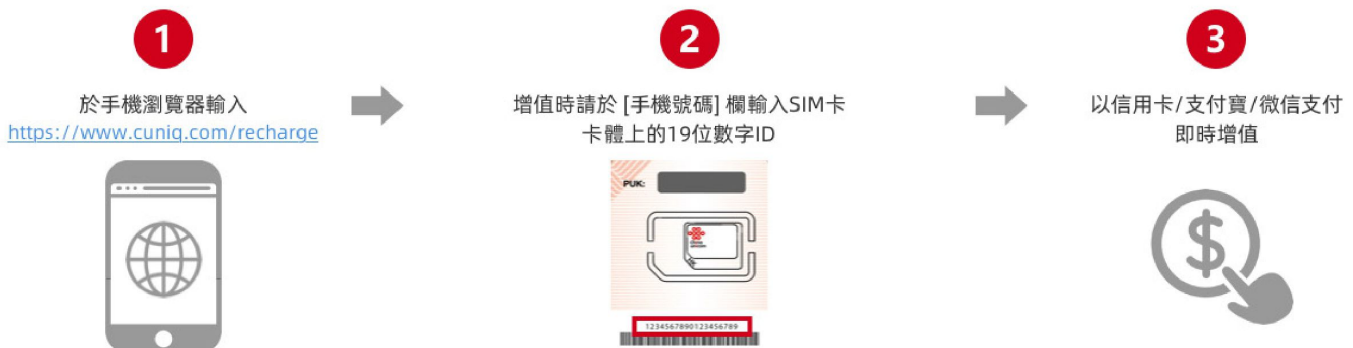 1
於手機瀏覽器輸入
https://www.cuniq.com/recharge
2
增值時請於 [手機號碼] 欄輸入SIM卡
卡體上的19位數字ID
PUK:
1234567890123456789
3
以信用卡/支付寶/微信支付
即時增值
$